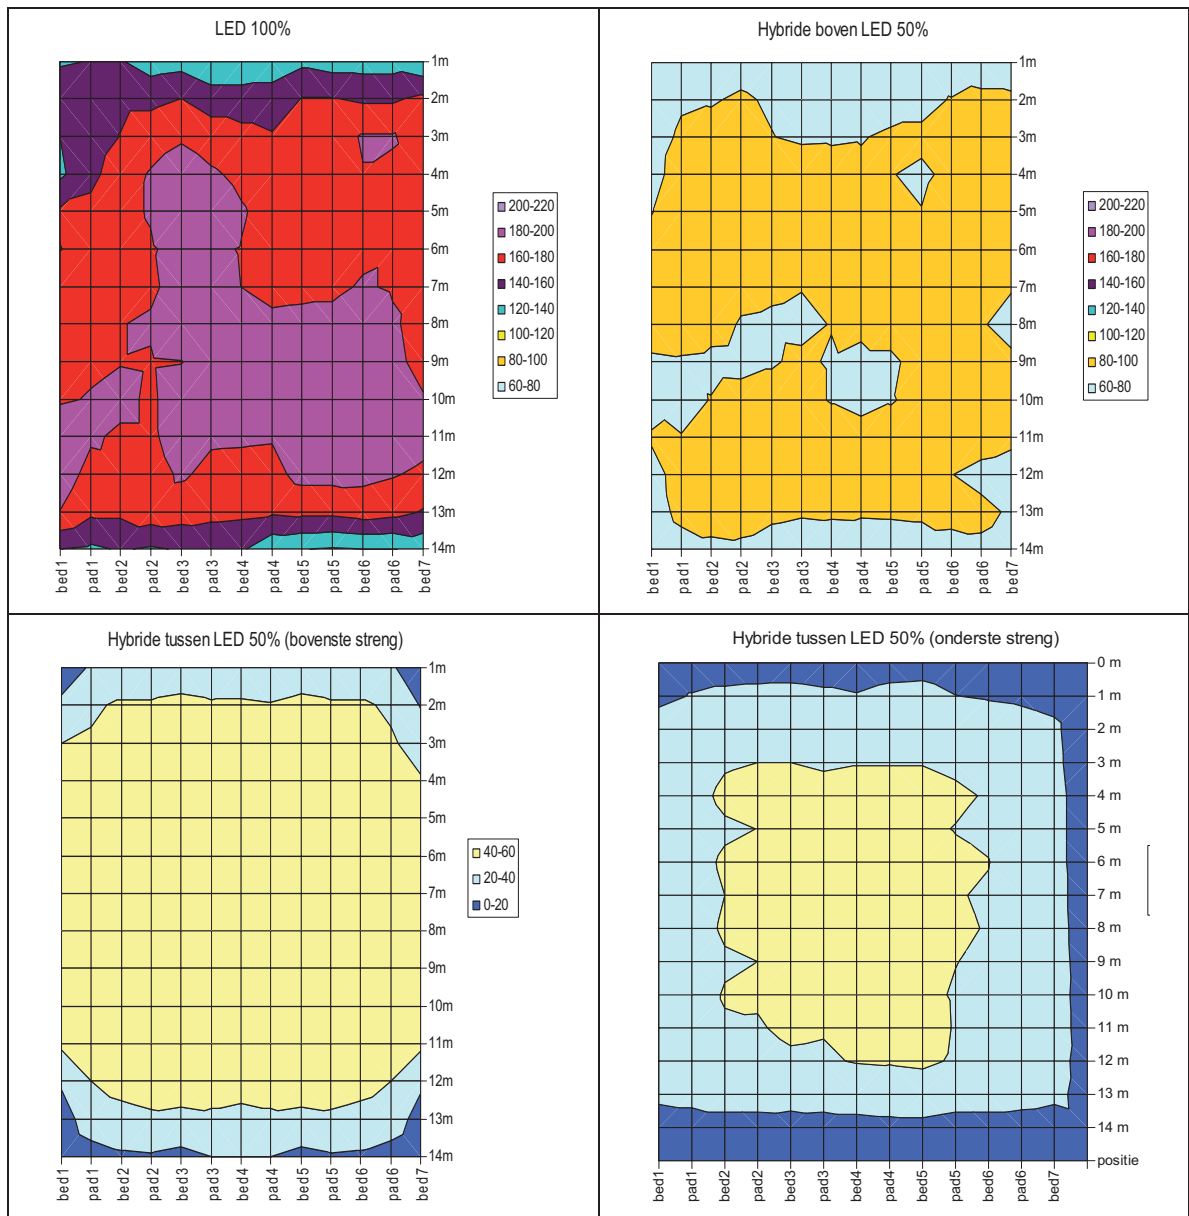 LED 100%
1m
2m
3m
4m
5m
6m
7m
8m
9m
10m
11m
12m
13m
14m
bed1
pad1
bed2
pad2
bed3
pad3
bed4
pad4
bed5
pad5
bed6
pad6
bed7
200-220
180-200
160-180
140-160
120-140
100-120
80-100
60-80
Hybride boven LED 50%
1m
2m
3m
4m
5m
6m
7m
8m
9m
10m
11m
12m
13m
14m
bed1
pad1
bed2
pad2
bed3
pad3
bed4
pad4
bed5
pad5
bed6
pad6
bed7
200-220
180-200
160-180
140-160
120-140
100-120
80-100
60-80
Hybride tussen LED 50% (bovenste streng)
1m
2m
3m
4m
5m
6m
7m
8m
9m
10m
11m
12m
13m
14m
bed1
pad1
bed2
pad2
bed3
pad3
bed4
pad4
bed5
pad5
bed6
pad6
bed7
40-60
20-40
0-20
Hybride tussen LED 50% (onderste streng)
0 m
1 m
2 m
3 m
4 m
5 m
6 m
7 m
8 m
9 m
10 m
11 m
12 m
13 m
14 m
positie
bed1
pad1
bed2
pad2
bed3
pad3
bed4
pad4
bed5
pad5
bed6
pad6
bed7